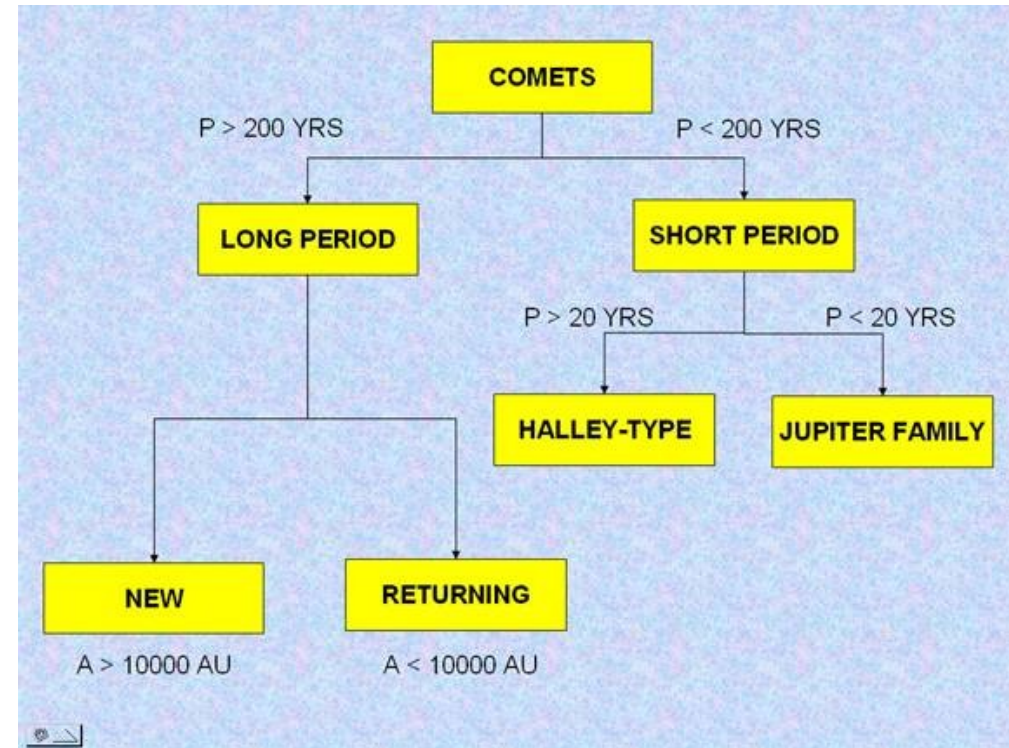 COMETS
P > 200 YRS
P < 200 YRS
LONG PERIOD
SHORT PERIOD
P > 20 YRS
P < 20 YRS
HALLEY-TYPE
JUPITER FAMILY
NEW
RETURNING
A > 10000 AU
A < 10000 AU